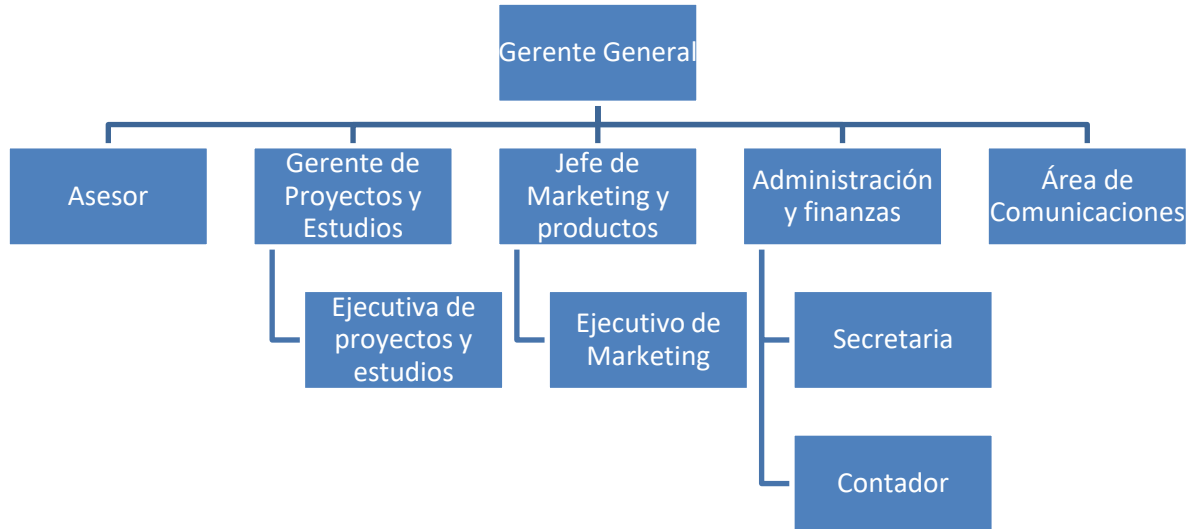 Gerente General
Asesor
Gerente de
Proyectos y
Estudios
Jefe de
Marketing y
productos
Administración
y finanzas
Área de
Comunicaciones
Ejecutiva de
proyectos y
estudios
Ejecutivo de
Marketing
Secretaria
Contador